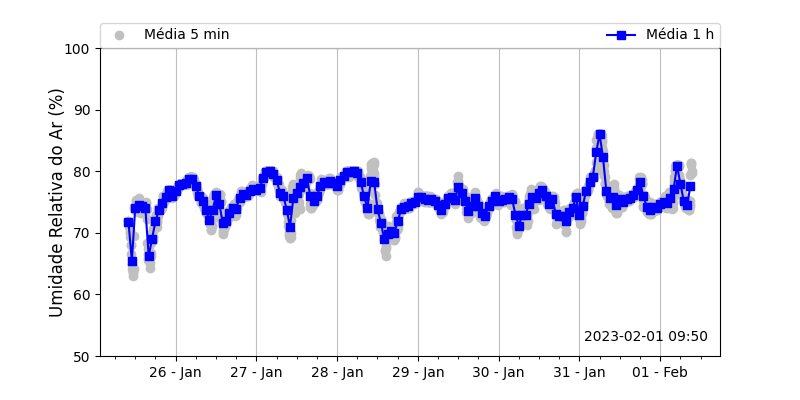 Média 5 min
Média 1 h
Umidade Relativa do Ar (%)
100
90
80
70
60
50
2023-02-01 09:50
26 - Jan
27 - Jan
28 - Jan
29 - Jan
30 - Jan
31 - Jan
01 - Feb